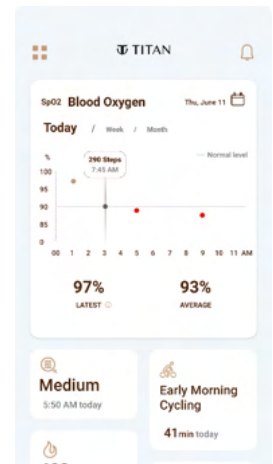 TITAN
SpO2 Blood Oxygen
Thu, June 11
Today / Week / Month
%
290 Steps
7:45 AM
Normal level
100
95
90
85
0
00 1 2 3 4 5 6 7 8 9 10 11 AM
97%
LATEST
93%
AVERAGE
Medium
5:50 AM today
Early Morning
Cycling
41min today